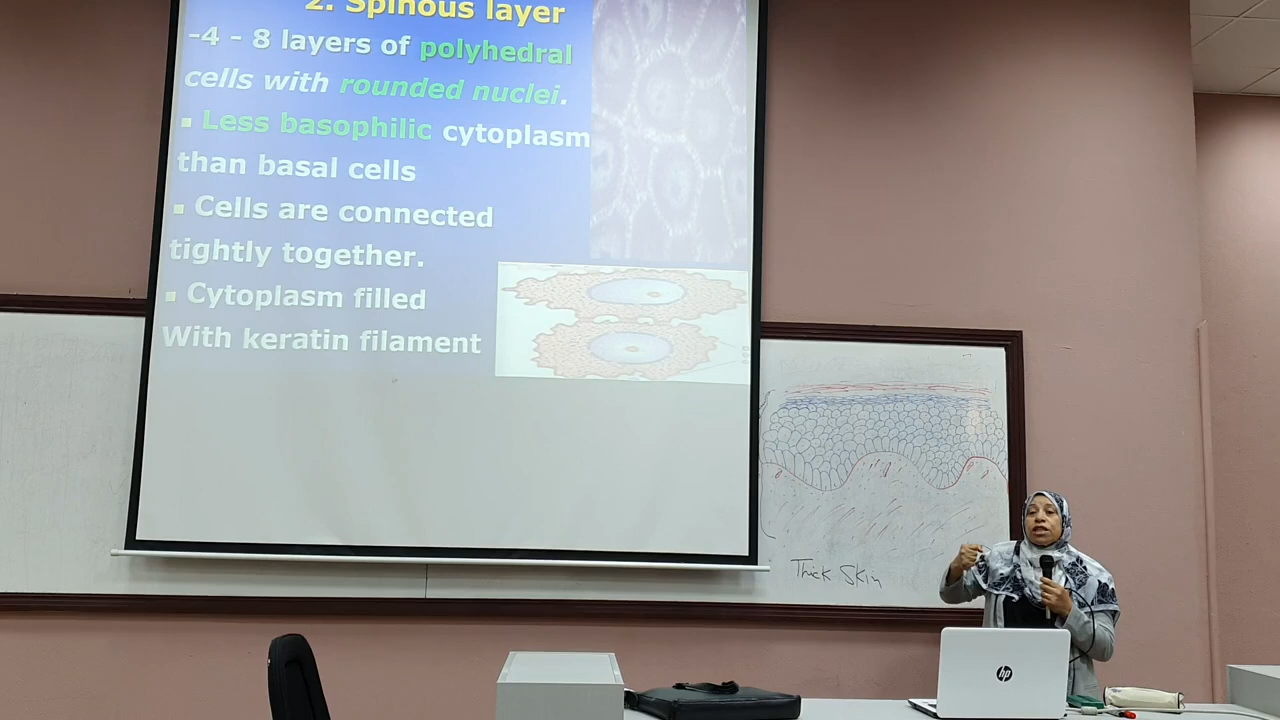 2. Spinous layer
-4 - 8 layers of polyhedral
cells with rounded nuclei.
▪ Less basophilic cytoplasm
than basal cells
▪ Cells are connected
tightly together.
▪ Cytoplasm filled
With keratin filament
Thick Skin
hp